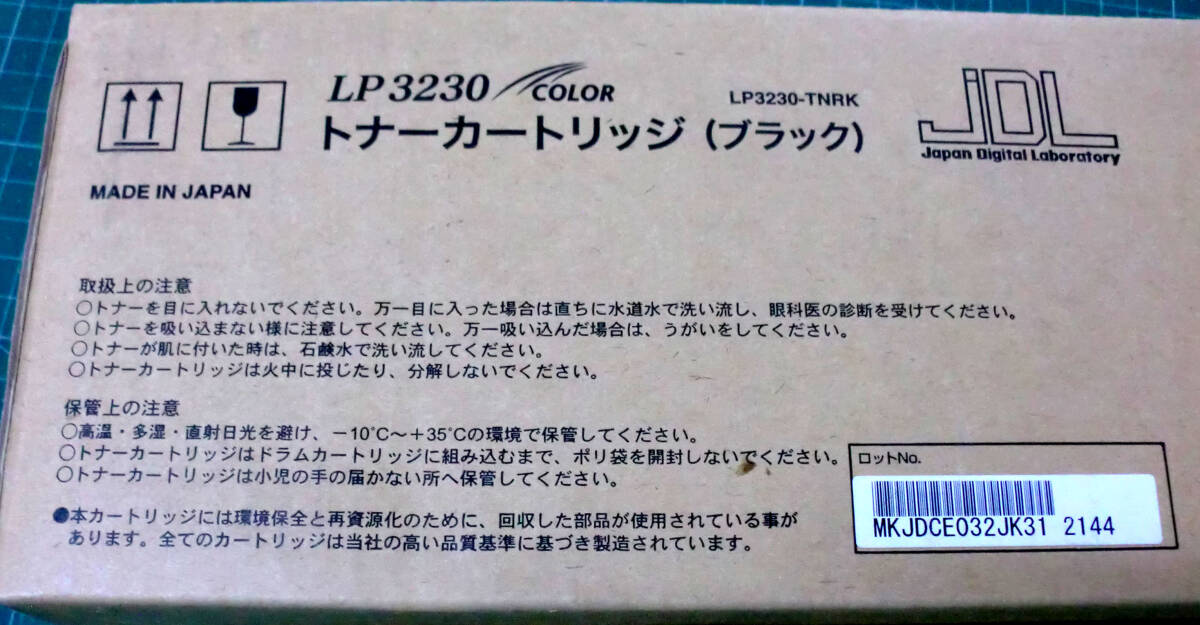 LP3230 COLOR
LP3230-TNRK
トナーカートリッジ（ブラック）
JDL
Japan Digital Laboratory
MADE IN JAPAN
取扱上の注意
○トナーを目に入れないでください。万一目に入った場合は直ちに水道水で洗い流し、眼科医の診断を受けてください。
○トナーを吸い込まない様に注意してください。万一吸い込んだ場合は、うがいをしてください。
○トナーが肌に付いた時は、石鹸水で洗い流してください。
○トナーカートリッジは火中に投じたり、分解しないでください。
保管上の注意
○高温・多湿・直射日光を避け、－10℃～＋35℃の環境で保管してください。
○トナーカートリッジはドラムカートリッジに組み込むまで、ポリ袋を開封しないでください。
○トナーカートリッジは小児の手の届かない所へ保管してください。
●本カートリッジには環境保全と再資源化のために、回収した部品が使用されている事が
あります。全てのカートリッジは当社の高い品質基準に基づき製造されています。
ロットNo.
MKJDCE032JK31 2144